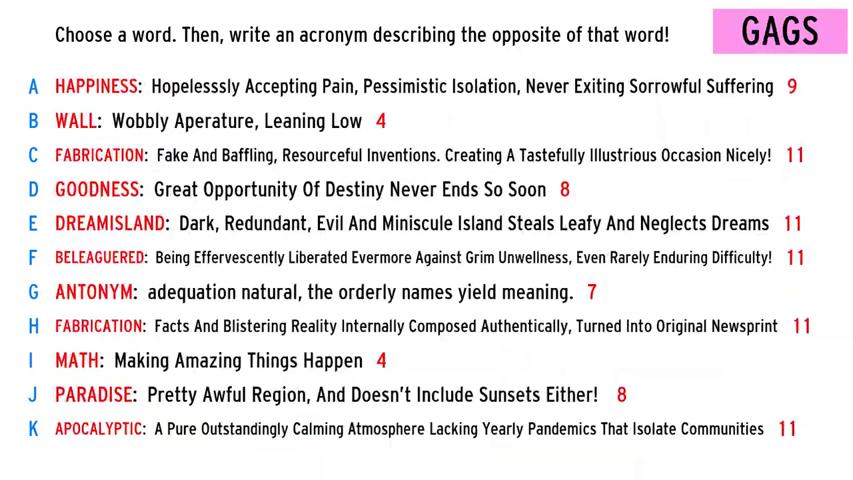 Choose a word. Then, write an acronym describing the opposite of that word!
GAGS
A HAPPINESS: Hopelesssly Accepting Pain, Pessimistic Isolation, Never Exiting Sorrowful Suffering 9
B WALL: Wobbly Aperature, Leaning Low 4
C FABRICATION: Fake And Baffling, Resourceful Inventions. Creating A Tastefully Illustrious Occasion Nicely! 11
D GOODNESS: Great Opportunity Of Destiny Never Ends So Soon 8
E DREAMISLAND: Dark, Redundant, Evil And Miniscule Island Steals Leafy And Neglects Dreams 11
F BELEAGUERED: Being Effervescently Liberated Evermore Against Grim Unwellness, Even Rarely Enduring Difficulty! 11
G ANTONYM: adequation natural, the orderly names yield meaning. 7
H FABRICATION: Facts And Blistering Reality Internally Composed Authentically, Turned Into Original Newsprint 11
I MATH: Making Amazing Things Happen 4
J PARADISE: Pretty Awful Region, And Doesn't Include Sunsets Either! 8
K APOCALYPTIC: A Pure Outstandingly Calming Atmosphere Lacking Yearly Pandemics That Isolate Communities 11